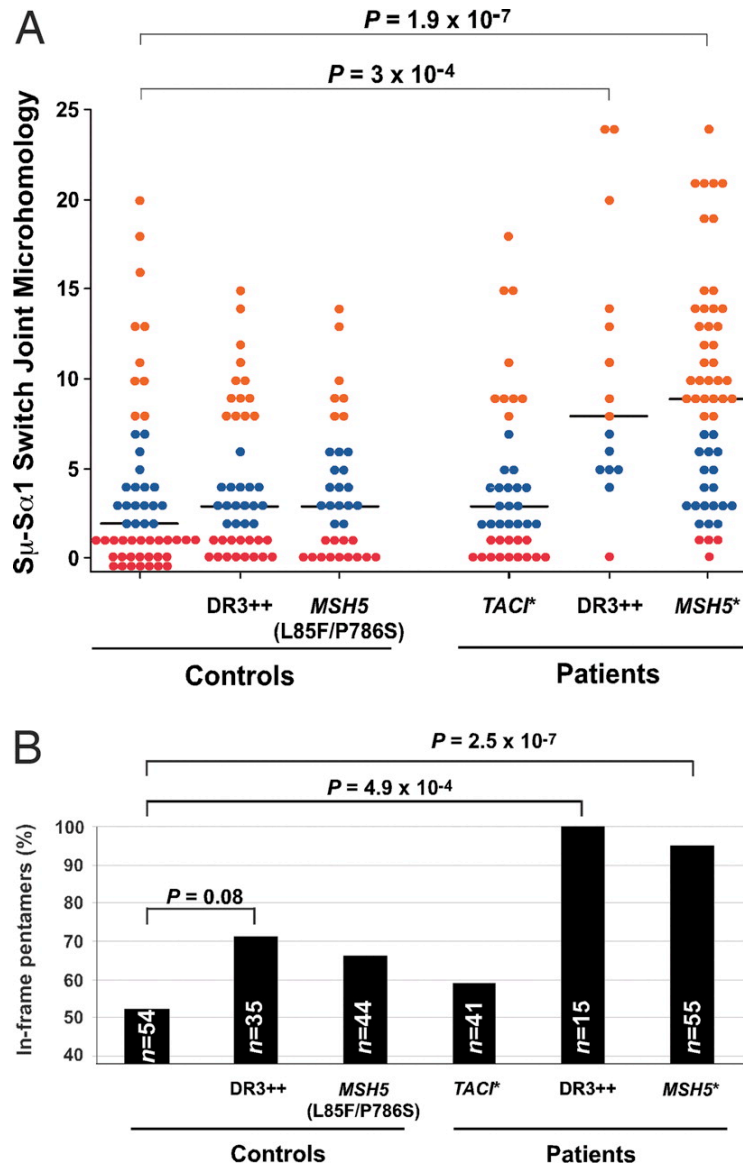 A
P = 1.9 x 10-7
P = 3 x 10-4
Sμ-Sα1 Switch Joint Microhomology
25
20
15
10
5
0
DR3++
MSH5
(L85F/P786S)
TACI*
DR3++
MSH5*
Controls
Patients
B
P = 2.5 x 10-7
P = 4.9 x 10-4
P = 0.08
In-frame pentamers (%)
100
90
80
70
60
50
40
n=54
n=35
n=44
n=41
n=15
n=55
DR3++
MSH5
(L85F/P786S)
TACI*
DR3++
MSH5*
Controls
Patients